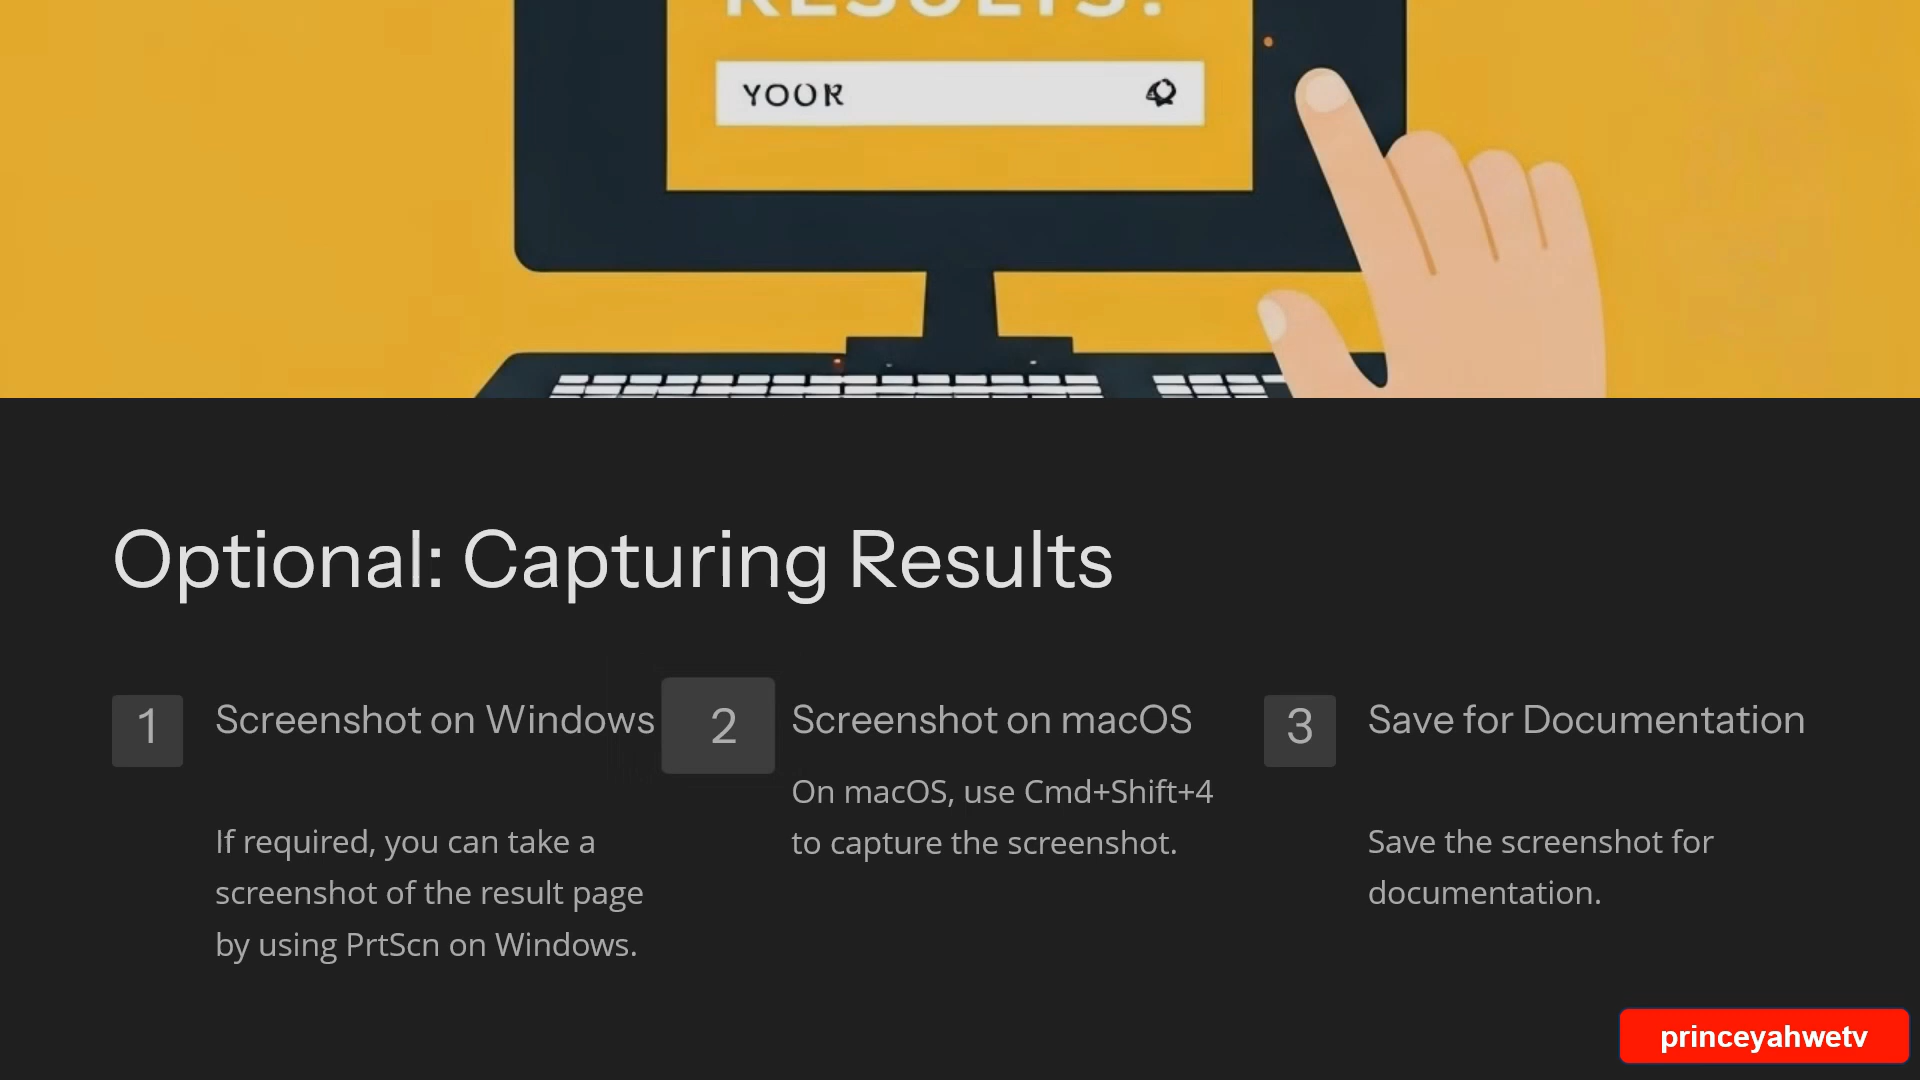 RESULTS:
YOOR
Optional: Capturing Results
1
Screenshot on Windows
If required, you can take a
screenshot of the result page
by using PrtScn on Windows.
2
Screenshot on macOS
On macOS, use Cmd+Shift+4
to capture the screenshot.
3
Save for Documentation
Save the screenshot for
documentation.
princeyahwetv